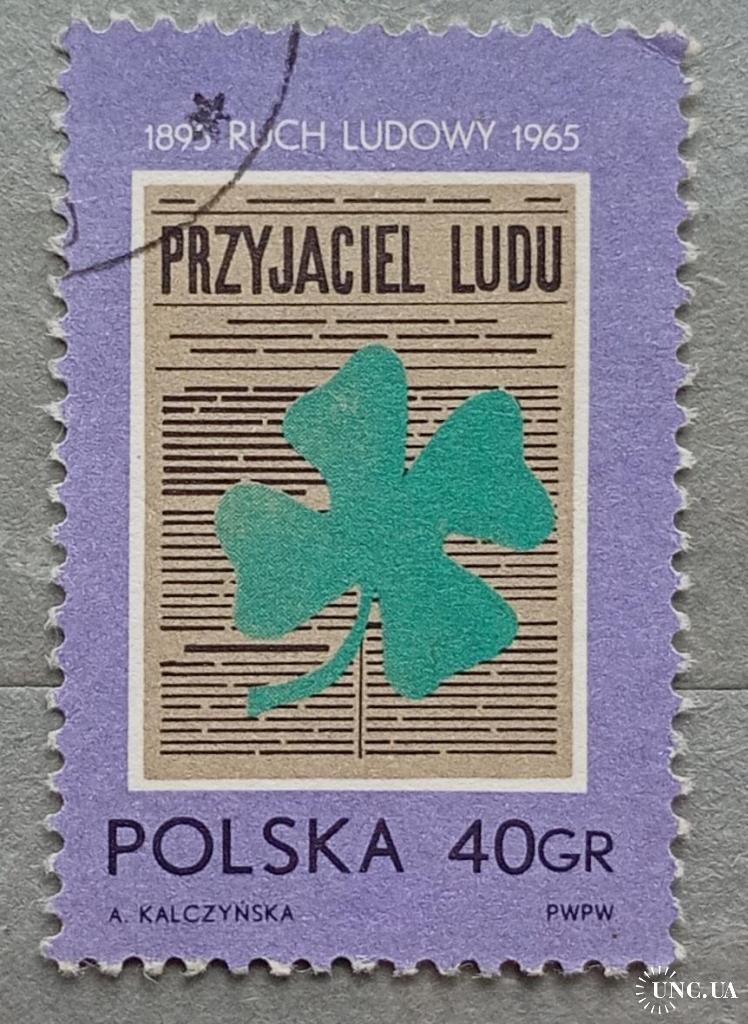 1895 RUCH LUDOWY 1965
PRZYJACIEL LUDU
POLSKA 40GR
A. KALCZYŃSKA PWPW
UNC.UA